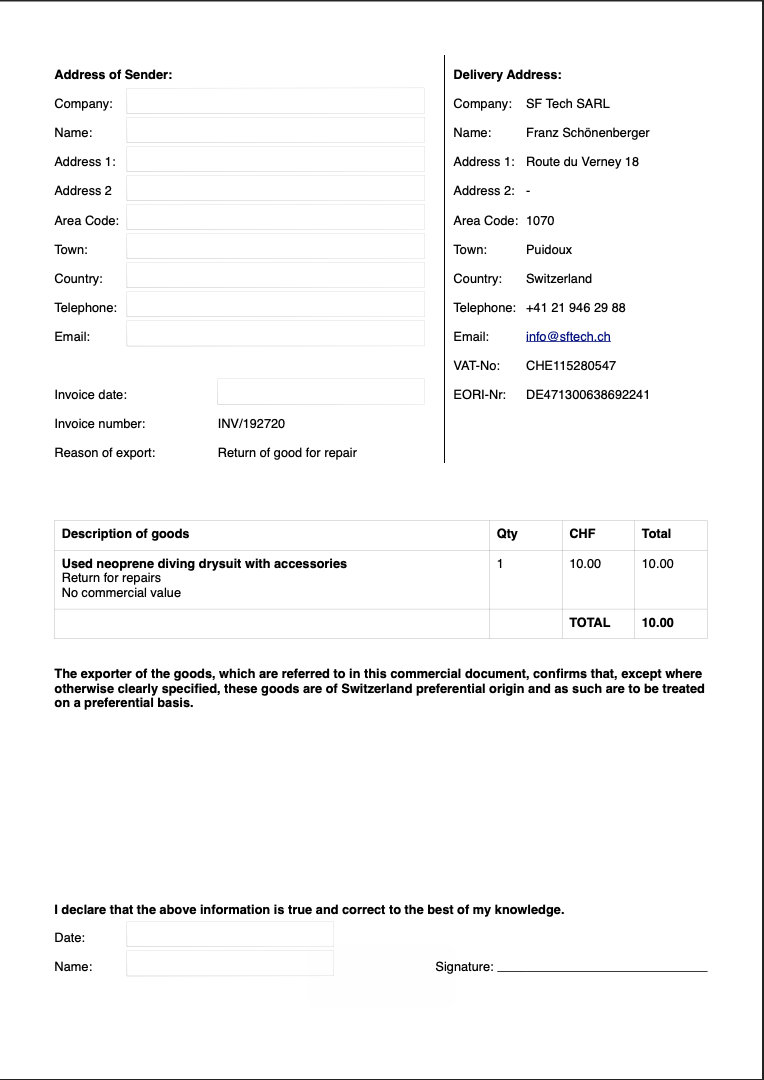 Address of Sender:
Company:
Name:
Address 1:
Address 2
Area Code:
Town:
Country:
Telephone:
Email:
Invoice date:
Invoice number: INV/192720
Reason of export: Return of good for repair
Delivery Address:
Company: SF Tech SARL
Name: Franz Schönenberger
Address 1: Route du Verney 18
Address 2: -
Area Code: 1070
Town: Puidoux
Country: Switzerland
Telephone: +41 21 946 29 88
Email: info@sftech.ch
VAT-No: CHE115280547
EORI-Nr: DE471300638692241
Description of goods Qty CHF Total
Used neoprene diving drysuit with accessories 1 10.00 10.00
Return for repairs
No commercial value
TOTAL 10.00
The exporter of the goods, which are referred to in this commercial document, confirms that, except where
otherwise clearly specified, these goods are of Switzerland preferential origin and as such are to be treated
on a preferential basis.
I declare that the above information is true and correct to the best of my knowledge.
Date:
Name: Signature: